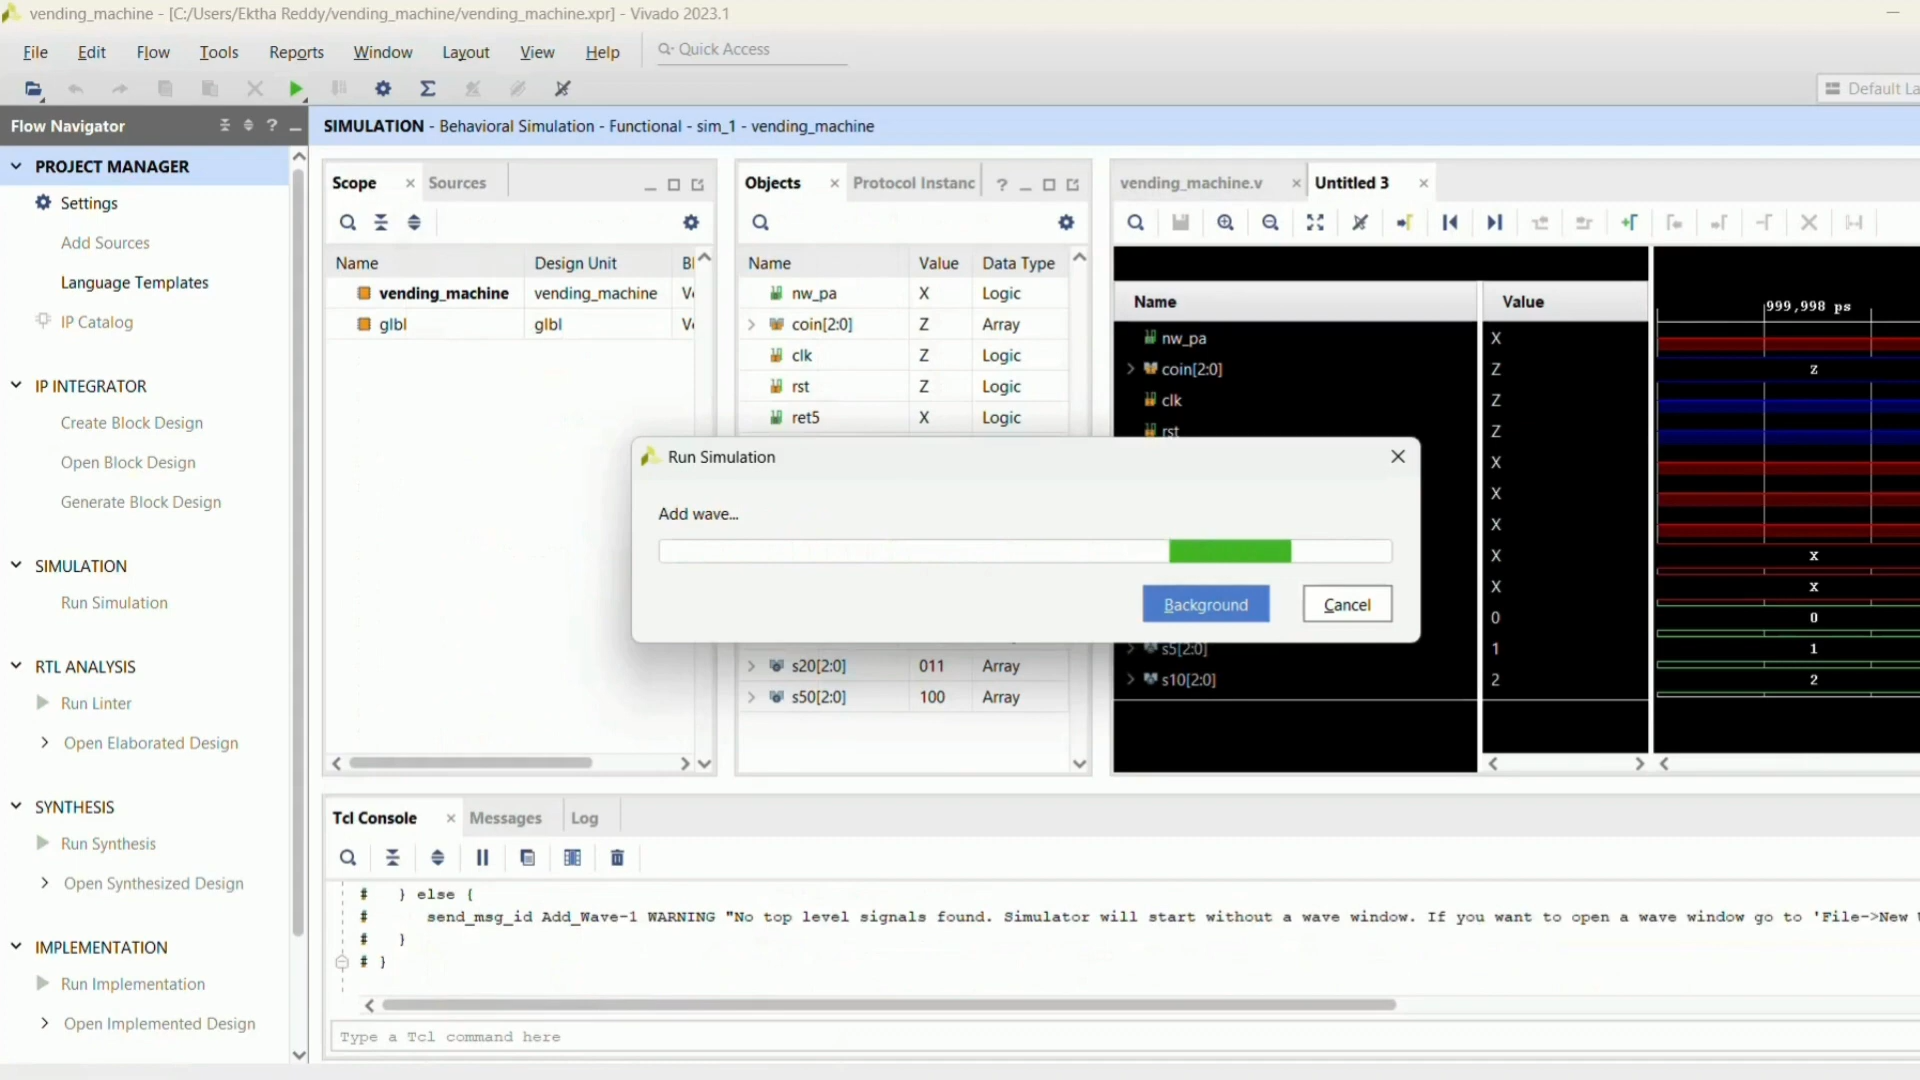 vending_machine - [C:/Users/Ektha Reddy/vending_machine/vending_machine.xpr] - Vivado 2023.1
File Edit Flow Tools Reports Window Layout View Help Quick Access
Default La
Flow Navigator
SIMULATION - Behavioral Simulation - Functional - sim_1 - vending_machine
PROJECT MANAGER
Settings
Add Sources
Language Templates
IP Catalog
IP INTEGRATOR
Create Block Design
Open Block Design
Generate Block Design
SIMULATION
Run Simulation
RTL ANALYSIS
Run Linter
Open Elaborated Design
SYNTHESIS
Run Synthesis
Open Synthesized Design
IMPLEMENTATION
Run Implementation
Open Implemented Design
Scope Sources
Name Design Unit Bl
vending_machine vending_machine
glbl glbl
Objects Protocol Instanc
Name Value Data Type
nw_pa X Logic
coin[2:0] Z Array
clk Z Logic
rst Z Logic
ret5 X Logic
s20[2:0] 011 Array
s50[2:0] 100 Array
vending_machine.v Untitled 3
Name Value
999,998 ps
nw_pa X
coin[2:0] Z Z
clk Z
rst Z
X
X
X
X X
X X
0 0
s5[2:0] 1 1
s10[2:0] 2 2
Run Simulation
Add wave...
Background Cancel
Tcl Console Messages Log
# } else {
# send_msg_id Add_Wave-1 WARNING "No top level signals found. Simulator will start without a wave window. If you want to open a wave window go to 'File->New
# }
# }
Type a Tcl command here